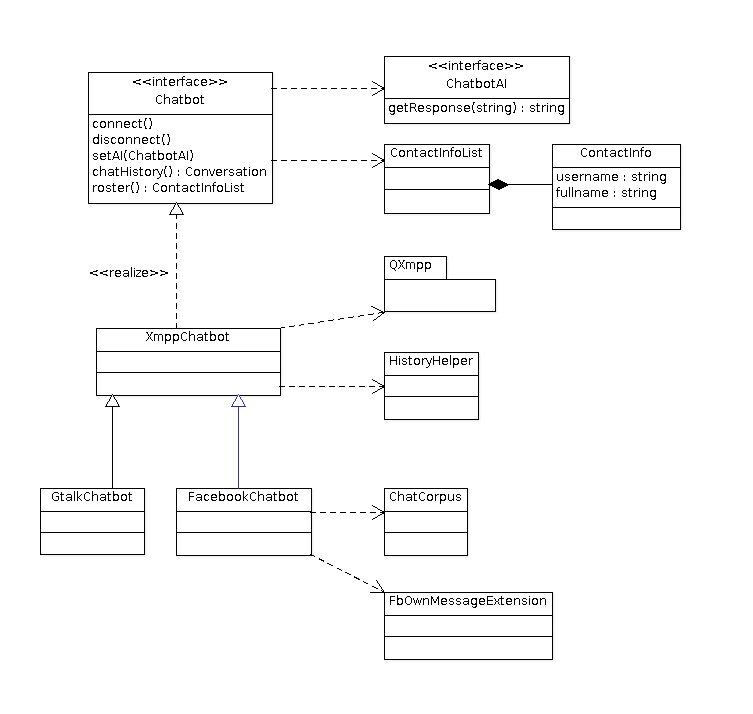 <<interface>>
Chatbot
connect()
disconnect()
setAI(ChatbotAI)
chatHistory() : Conversation
roster() : ContactInfoList
<<interface>>
ChatbotAI
getResponse(string) : string
ContactInfoList
ContactInfo
username : string
fullname : string
<<realize>>
QXmpp
XmppChatbot
HistoryHelper
GtalkChatbot
FacebookChatbot
ChatCorpus
FbOwnMessageExtension